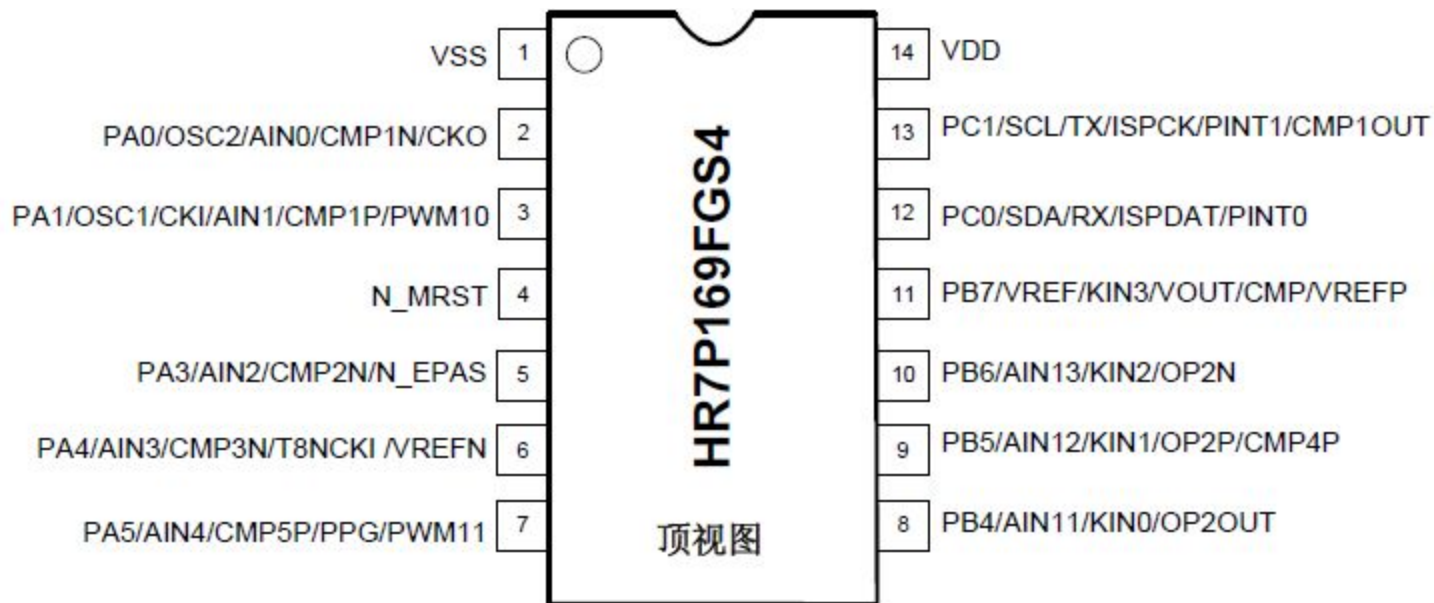 VSS 1 14 VDD
PA0/OSC2/AIN0/CMP1N/CKO 2 13 PC1/SCL/TX/ISPCK/PINT1/CMP1OUT
PA1/OSC1/CKI/AIN1/CMP1P/PWM10 3 12 PC0/SDA/RX/ISPDAT/PINT0
N_MRST 4 11 PB7/VREF/KIN3/VOUT/CMP/VREFP
PA3/AIN2/CMP2N/N_EPAS 5 10 PB6/AIN13/KIN2/OP2N
PA4/AIN3/CMP3N/T8NCKI /VREFN 6 9 PB5/AIN12/KIN1/OP2P/CMP4P
PA5/AIN4/CMP5P/PPG/PWM11 7 8 PB4/AIN11/KIN0/OP2OUT
HR7P169FGS4
顶视图